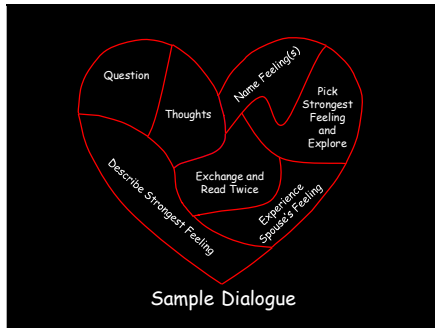 Question
Thoughts
Name Feeling(s)
Pick
Strongest
Feeling
and
Explore
Exchange and
Read Twice
Describe Strongest Feeling
Experience
Spouse's Feeling
Sample Dialogue